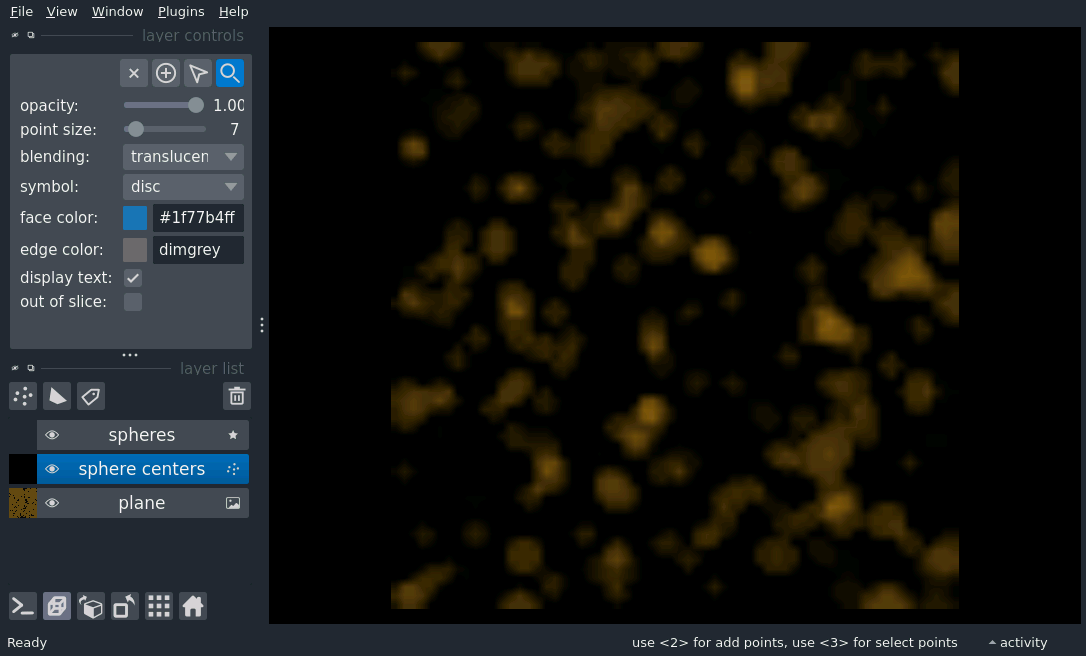 File View Window Plugins Help
layer controls
opacity: 1.00
point size: 7
blending: translucen
symbol: disc
face color: #1f77b4ff
edge color: dimgrey
display text:
out of slice:
layer list
spheres
sphere centers
plane
Ready
use <2> for add points, use <3> for select points
activity